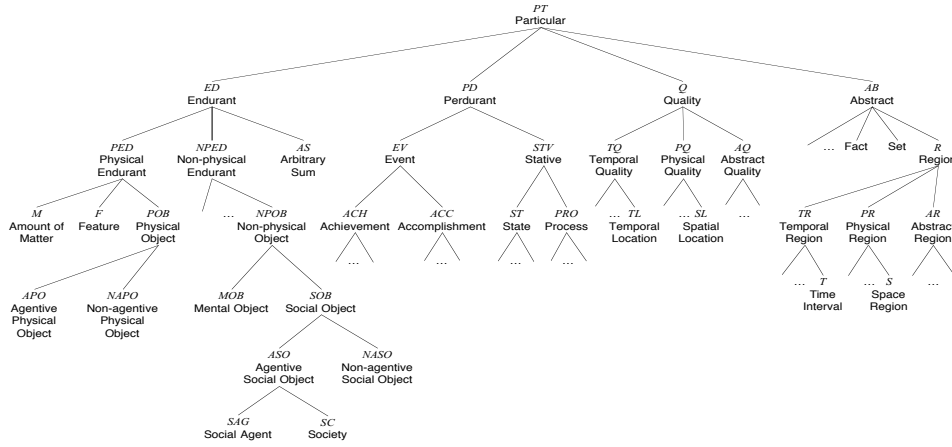 PT
Particular
ED PD Q AB
Endurant Perdurant Quality Abstract
PED NPED AS EV STV TQ PQ AQ ... Fact Set R
Physical Non-physical Arbitrary Event Stative Temporal Physical Abstract Region
Endurant Endurant Sum Quality Quality Quality
M F POB ... NPOB ACH ACC ST PRO ... TL ... SL ... TR PR AR
Amount of Feature Physical Non-physical Achievement Accomplishment State Process Temporal Spatial Temporal Physical Abstract
Matter Object Object Location Location Region Region Region
... ... ... ...
APO NAPO MOB SOB ... T ... S ...
Agentive Non-agentive Mental Object Social Object Time Space
Physical Physical Interval Region
Object Object
ASO NASO
Agentive Non-agentive
Social Object Social Object
SAG SC
Social Agent Society